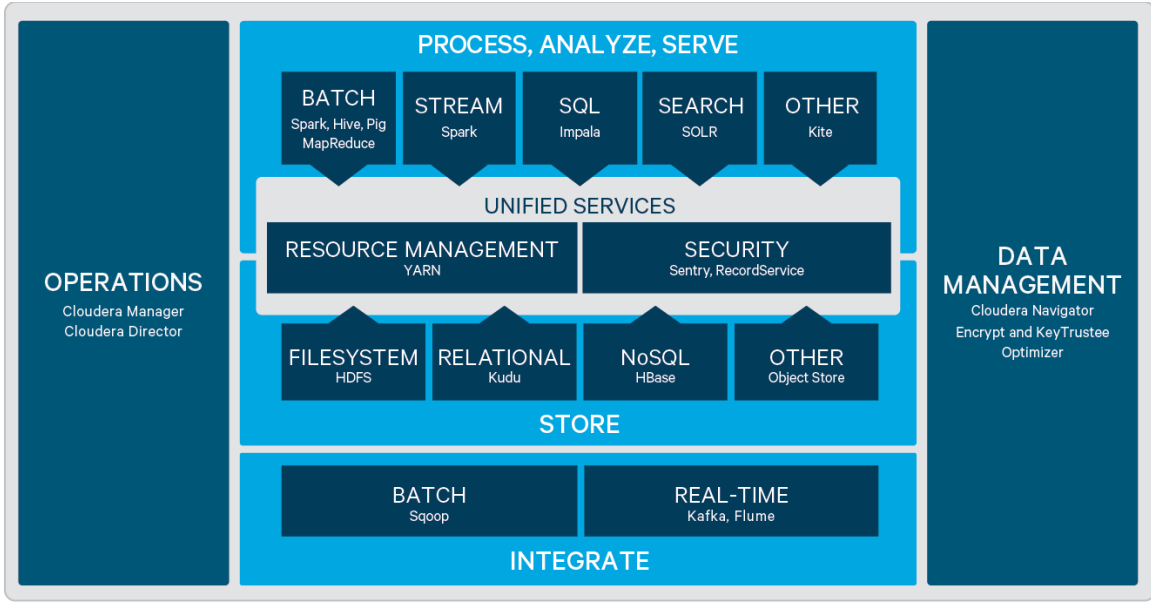 PROCESS, ANALYZE, SERVE
BATCH
Spark, Hive, Pig
MapReduce
STREAM
Spark
SQL
Impala
SEARCH
SOLR
OTHER
Kite
UNIFIED SERVICES
RESOURCE MANAGEMENT
YARN
SECURITY
Sentry, RecordService
OPERATIONS
Cloudera Manager
Cloudera Director
DATA
MANAGEMENT
Cloudera Navigator
Encrypt and KeyTrustee
Optimizer
FILESYSTEM
HDFS
RELATIONAL
Kudu
NoSQL
HBase
OTHER
Object Store
STORE
BATCH
Sqoop
REAL-TIME
Kafka, Flume
INTEGRATE